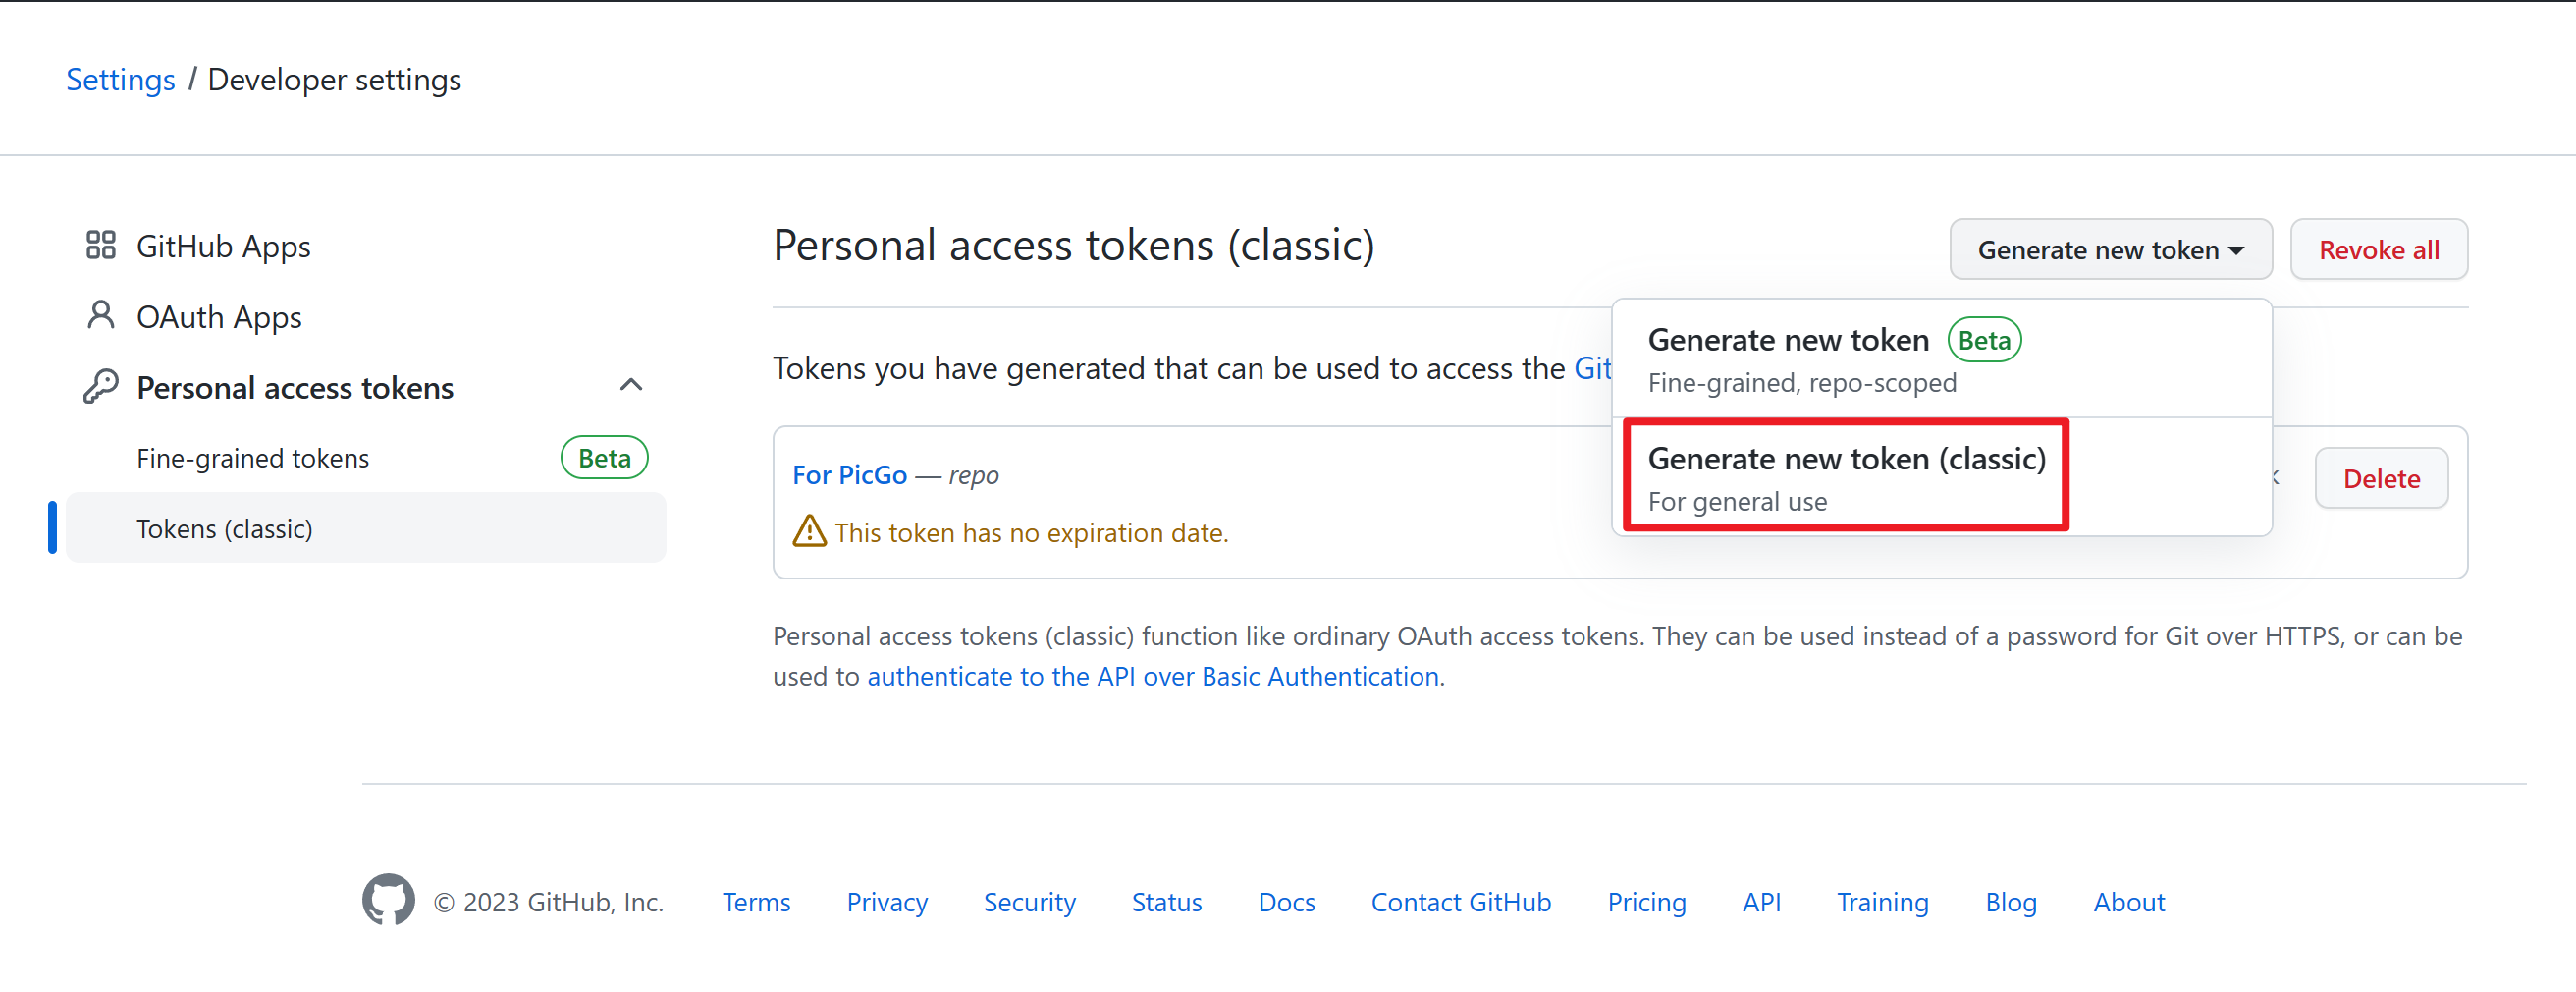 Settings / Developer settings
GitHub Apps
OAuth Apps
Personal access tokens
Fine-grained tokens Beta
Tokens (classic)
Personal access tokens (classic)
Generate new token
Revoke all
Generate new token Beta
Fine-grained, repo-scoped
Generate new token (classic)
For general use
Tokens you have generated that can be used to access the Git
For PicGo — repo
Delete
This token has no expiration date.
Personal access tokens (classic) function like ordinary OAuth access tokens. They can be used instead of a password for Git over HTTPS, or can be
used to authenticate to the API over Basic Authentication.
© 2023 GitHub, Inc. Terms Privacy Security Status Docs Contact GitHub Pricing API Training Blog About